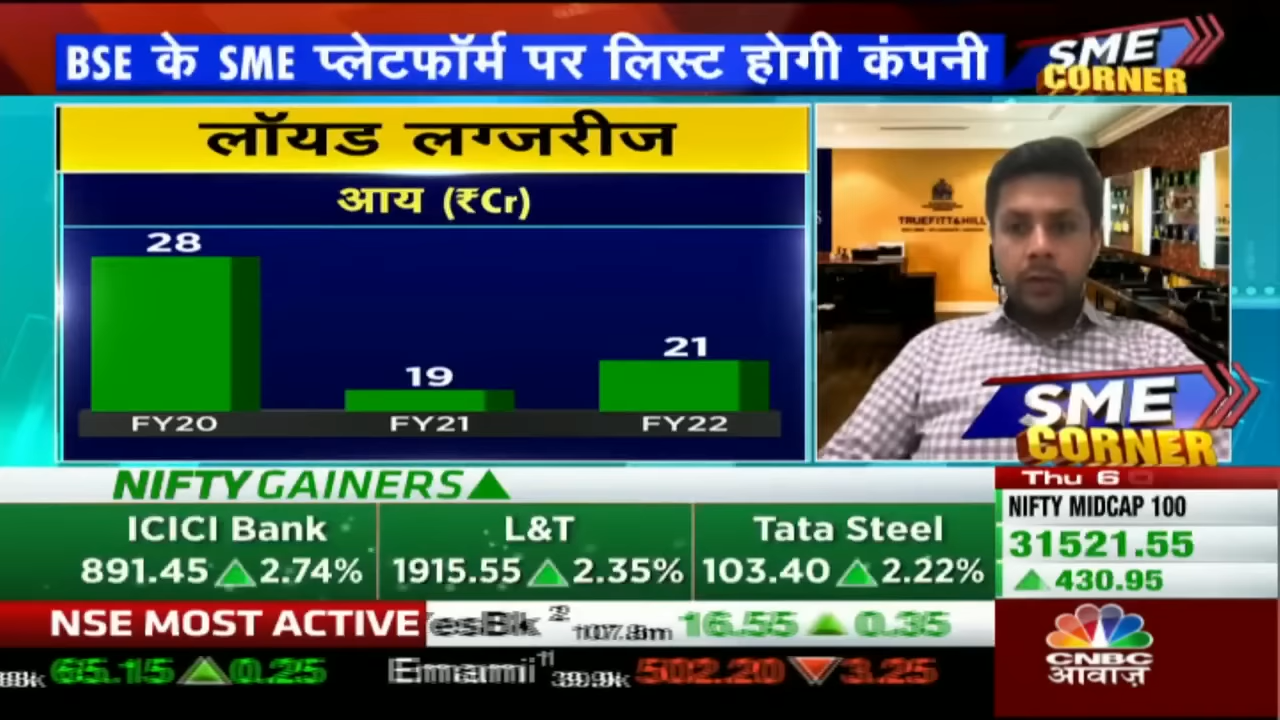 BSE के SME प्लेटफॉर्म पर लिस्ट होगी कंपनी
SME
CORNER
लॉयड लग्जरीज
आय (₹Cr)
28
19
21
FY20
FY21
FY22
TRUEFITT&HILL
SME
CORNER
NIFTY GAINERS
ICICI Bank
891.45 2.74%
L&T
1915.55 2.35%
Tata Steel
103.40 2.22%
Thu 6
NIFTY MIDCAP 100
31521.55
430.95
NSE MOST ACTIVE
esBk 16.55 0.35
65.15 0.25 Emami 502.20 3.25
CNBC
आवाज़